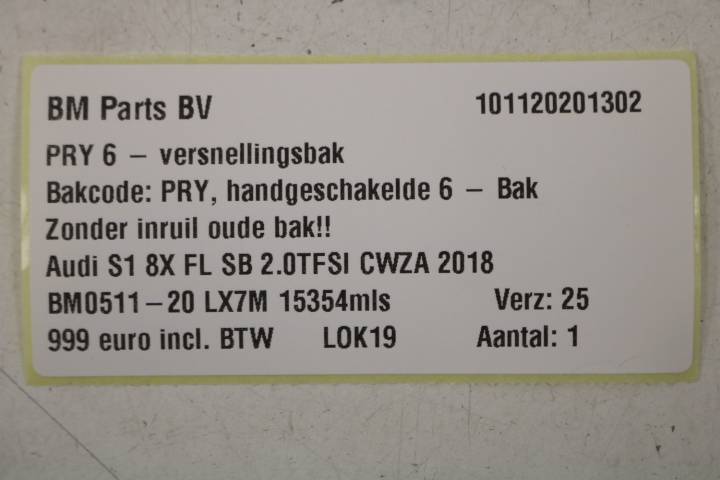 BM Parts BV 101120201302
PRY 6 – versnellingsbak
Bakcode: PRY, handgeschakelde 6 – Bak
Zonder inruil oude bak!!
Audi S1 8X FL SB 2.0TFSI CWZA 2018
BM0511–20 LX7M 15354mls Verz: 25
999 euro incl. BTW LOK19 Aantal: 1